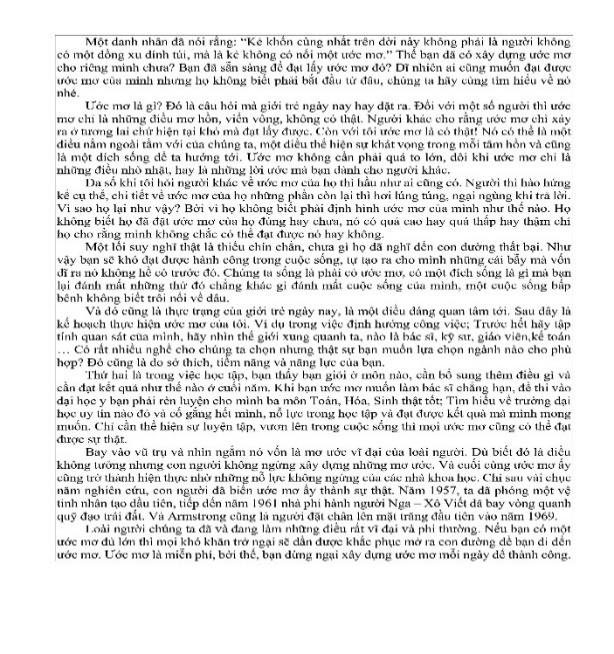 Một danh nhân đã nói rằng: “Kẻ khốn cùng nhất trên đời này không phải là người không
có một đồng xu dính túi, mà là kẻ không có nổi một ước mơ.” Thế bạn đã có xây dựng ước mơ
cho riêng mình chưa? Bạn đã sẵn sàng để đạt lấy ước mơ đó? Dĩ nhiên ai cũng muốn đạt được
ước mơ của mình nhưng họ không biết phải bắt đầu từ đâu, chúng ta hãy cùng tìm hiểu về nó
nhé.
Ước mơ là gì? Đó là câu hỏi mà giới trẻ ngày nay hay đặt ra. Đối với một số người thì ước
mơ chỉ là những điều mơ hồn, viển vông, không có thật. Người khác cho rằng ước mơ chỉ xảy
ra ở tương lai chứ hiện tại khó mà đạt lấy được. Còn với tôi ước mơ là có thật! Nó có thể là một
điều nằm ngoài tầm với của chúng ta, một điều thể hiện sự khát vọng trong mỗi tâm hồn và cũng
là một đích sống để ta hướng tới. Ước mơ không cần phải quá to lớn, đôi khi ước mơ chỉ là
những điều nhỏ nhặt, hay là những lời ước mà bạn dành cho người khác.
Đa số khi tôi hỏi người khác về ước mơ của họ thì hầu như ai cũng có. Người thì hào hứng
kể cụ thể, chi tiết về ước mơ của họ những phần còn lại thì hơi lúng túng, ngại ngùng khi trả lời.
Vì sao họ lại như vậy? Bởi vì họ không biết phải định hình ước mơ của mình như thế nào. Họ
không biết đã đặt ước mơ của họ đúng hay chưa, nó có quá cao hay quá thấp hay thậm chí
họ cho rằng mình không chắc có thể đạt được nó hay không.
Một lối suy nghĩ thật là thiếu chín chắn, chưa gì họ đã nghĩ đến con đường thất bại. Như
vậy bạn sẽ khó đạt được hành công trong cuộc sống, tự tạo ra cho mình những cái bẫy mà vốn
dĩ ra nó không hề có trước đó. Chúng ta sống là phải có ước mơ, có một đích sống là gì mà bạn
lại đánh mất những thứ đó chẳng khác gì đánh mất cuộc sống của mình, một cuộc sống bấp
bênh không biết trôi nổi về đâu.
Và đó cũng là thực trạng của giới trẻ ngày nay, là một điều đáng quan tâm tới. Sau đây là
kế hoạch thực hiện ước mơ của tôi. Ví dụ trong việc định hướng công việc; Trước hết hãy tập
tính quan sát của mình, hãy nhìn thế giới xung quanh ta, nào là bác sĩ, kỹ sư, giáo viên,kế toán
… Có rất nhiều nghề cho chúng ta chọn nhưng thật sự bạn muốn lựa chọn ngành nào cho phù
hợp? Đó cũng là do sở thích, tiềm năng và năng lực của bạn.
Thứ hai là trong việc học tập, bạn thấy bạn giỏi ở môn nào, cần bổ sung thêm điều gì và
cần đạt kết quả như thế nào ở cuối năm. Khi bạn ước mơ muốn làm bác sĩ chẳng hạn, để thi vào
đại học y bạn phải rèn luyện cho mình ba môn Toán, Hóa, Sinh thật tốt; Tìm hiểu về trường đại
học uy tín nào đó và cố gắng hết mình, nỗ lực trong học tập và đạt được kết quả mà mình mong
muốn. Chỉ cần thể hiện sự luyện tập, vươn lên trong cuộc sống thì mọi ước mơ cũng có thể đạt
được sự thật.
Bay vào vũ trụ và nhìn ngắm nó vốn là mơ ước vĩ đại của loài người. Dù biết đó là điều
không tưởng nhưng con người không ngừng xây dựng những mơ ước. Và cuối cùng ước mơ ấy
cũng trở thành hiện thực nhờ những nỗ lực không ngừng của các nhà khoa học. Chỉ sau vài chục
năm nghiên cứu, con người đã biến ước mơ ấy thành sự thật. Năm 1957, ta đã phóng một vệ
tinh nhân tạo đầu tiên, tiếp đến năm 1961 nhà phi hành người Nga – Xô Viết đã bay vòng quanh
quỹ đạo trái đất. Và Armstrong cũng là người đặt chân lên mặt trăng đầu tiên vào năm 1969.
Loài người chúng ta đã và đang làm những điều rất vĩ đại và phi thường. Nếu bạn có một
ước mơ đủ lớn thì mọi khó khăn trở ngại sẽ dần được khắc phục mở ra con đường để bạn đi đến
ước mơ. Ước mơ là miễn phí, bởi thế, bạn đừng ngại xây dựng ước mơ mỗi ngày để thành công.